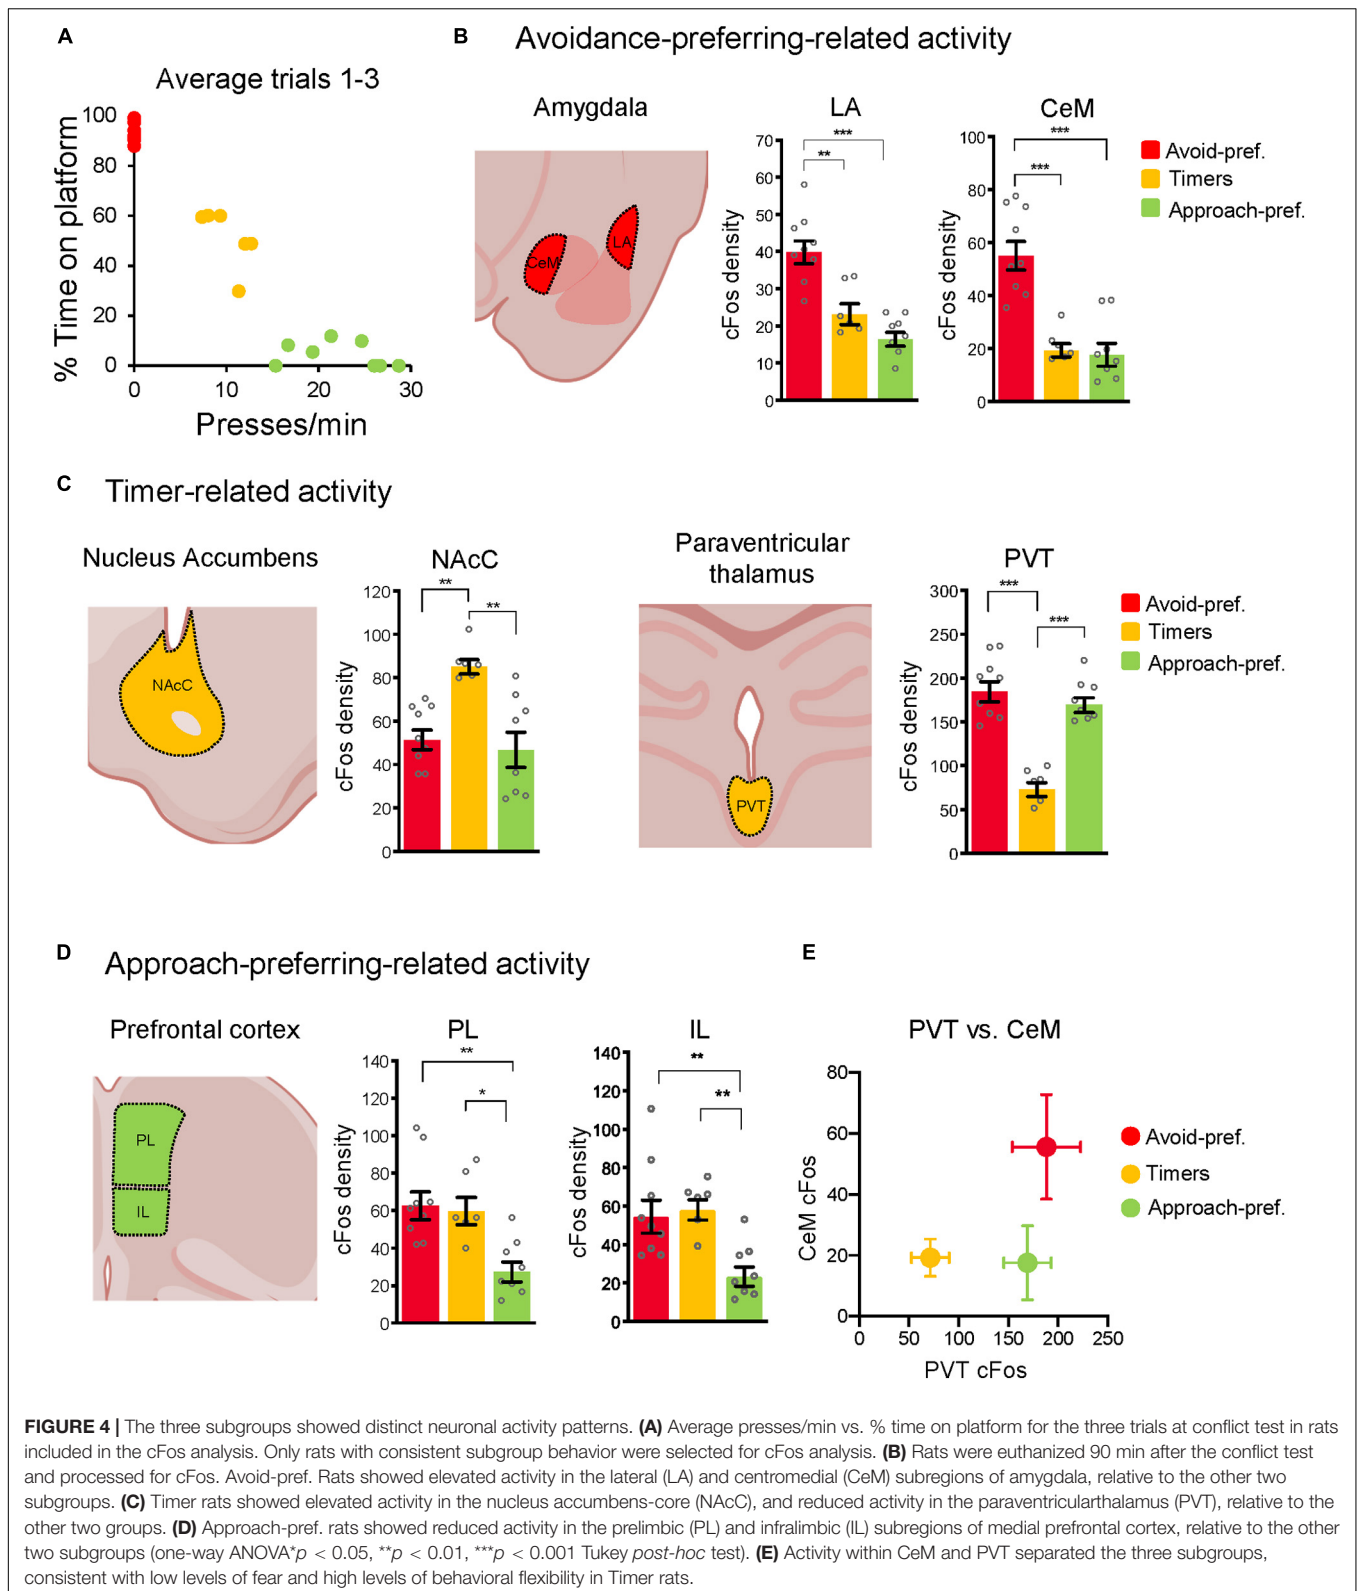 A
Average trials 1-3
% Time on platform
100
80
60
40
20
0
0 10 20 30
Presses/min
B Avoidance-preferring-related activity
Amygdala
CeM
LA
LA
cFos density
70
60
50
40
30
20
10
0
***
**
CeM
cFos density
100
80
60
40
20
0
***
***
Avoid-pref.
Timers
Approach-pref.
C Timer-related activity
Nucleus Accumbens
NAcC
NAcC
cFos density
120
100
80
60
40
20
0
**
**
Paraventricular
thalamus
PVT
PVT
cFos density
300
250
200
150
100
50
0
***
***
Avoid-pref.
Timers
Approach-pref.
D Approach-preferring-related activity
Prefrontal cortex
PL
IL
PL
cFos density
140
120
100
80
60
40
20
0
**
*
IL
cFos density
140
120
100
80
60
40
20
0
**
**
E
PVT vs. CeM
CeM cFos
80
60
40
20
0
0 50 100 150 200 250
PVT cFos
Avoid-pref.
Timers
Approach-pref.
FIGURE 4 | The three subgroups showed distinct neuronal activity patterns. (A) Average presses/min vs. % time on platform for the three trials at conflict test in rats
included in the cFos analysis. Only rats with consistent subgroup behavior were selected for cFos analysis. (B) Rats were euthanized 90 min after the conflict test
and processed for cFos. Avoid-pref. Rats showed elevated activity in the lateral (LA) and centromedial (CeM) subregions of amygdala, relative to the other two
subgroups. (C) Timer rats showed elevated activity in the nucleus accumbens-core (NAcC), and reduced activity in the paraventricularthalamus (PVT), relative to the
other two groups. (D) Approach-pref. rats showed reduced activity in the prelimbic (PL) and infralimbic (IL) subregions of medial prefrontal cortex, relative to the other
two subgroups (one-way ANOVA*p < 0.05, **p < 0.01, ***p < 0.001 Tukey post-hoc test). (E) Activity within CeM and PVT separated the three subgroups,
consistent with low levels of fear and high levels of behavioral flexibility in Timer rats.